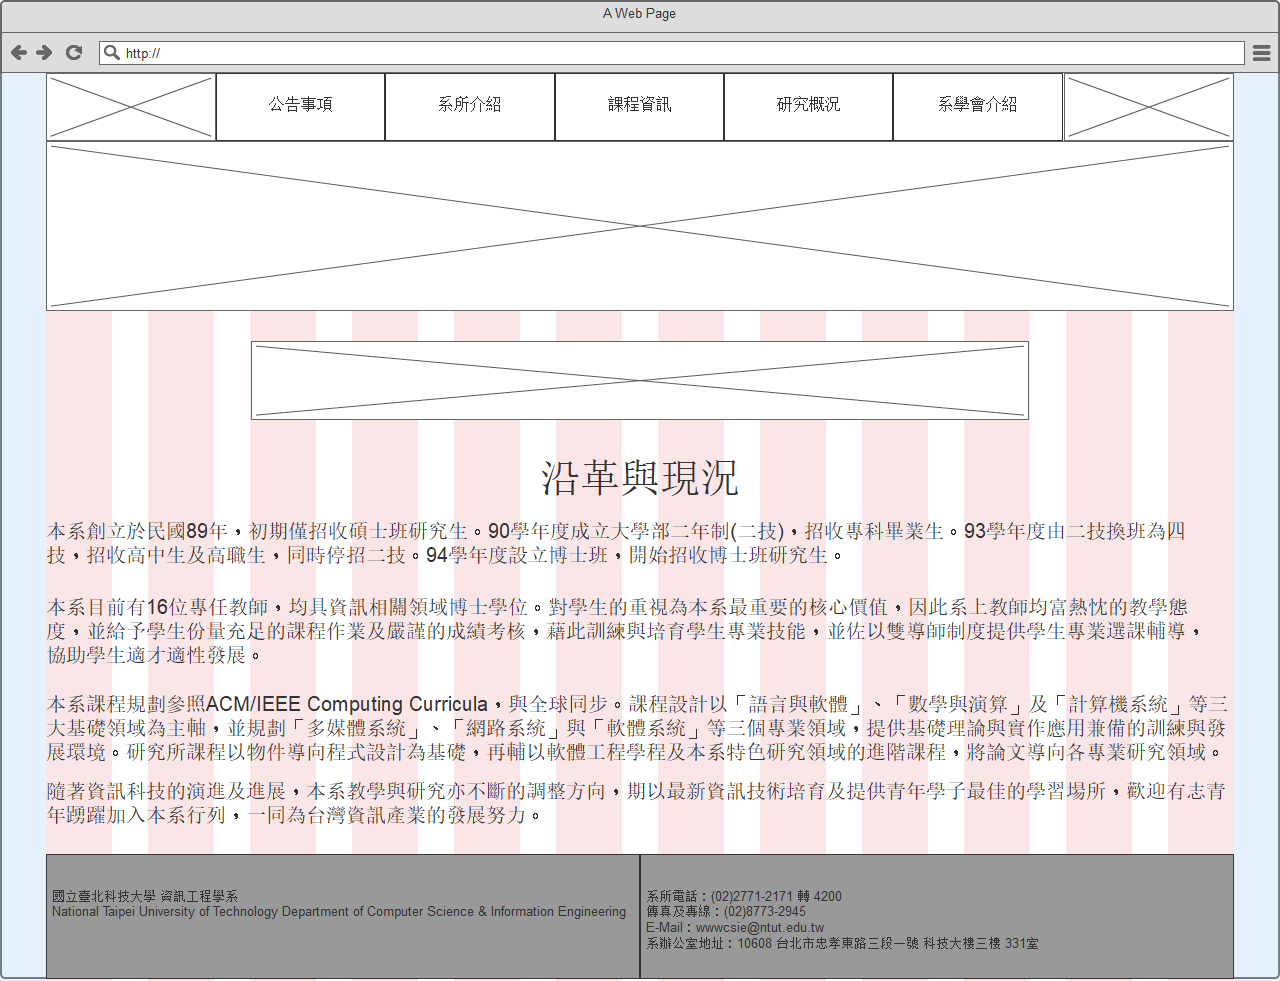 A Web Page
http://
公告事項
系所介紹
課程資訊
研究概況
系學會介紹
沿革與現況
本系創立於民國89年，初期僅招收碩士班研究生。90學年度成立大學部二年制(二技)，招收專科畢業生。93學年度由二技換班為四
技，招收高中生及高職生，同時停招二技。94學年度設立博士班，開始招收博士班研究生。
本系目前有16位專任教師，均具資訊相關領域博士學位。對學生的重視為本系最重要的核心價值，因此系上教師均富熱忱的教學態
度，並給予學生份量充足的課程作業及嚴謹的成績考核，藉此訓練與培育學生專業技能，並佐以雙導師制度提供學生專業選課輔導，
協助學生適才適性發展。
本系課程規劃參照ACM/IEEE Computing Curricula，與全球同步。課程設計以「語言與軟體」、「數學與演算」及「計算機系統」等三
大基礎領域為主軸，並規劃「多媒體系統」、「網路系統」與「軟體系統」等三個專業領域，提供基礎理論與實作應用兼備的訓練與發
展環境。研究所課程以物件導向程式設計為基礎，再輔以軟體工程學程及本系特色研究領域的進階課程，將論文導向各專業研究領域。
隨著資訊科技的演進及進展，本系教學與研究亦不斷的調整方向，期以最新資訊技術培育及提供青年學子最佳的學習場所，歡迎有志青
年踴躍加入本系行列，一同為台灣資訊產業的發展努力。
國立臺北科技大學 資訊工程學系
National Taipei University of Technology Department of Computer Science & Information Engineering
系所電話：(02)2771-2171 轉 4200
傳真及專線：(02)8773-2945
E-Mail：wwwcsie@ntut.edu.tw
系辦公室地址：10608 台北市忠孝東路三段一號 科技大樓三樓 331室